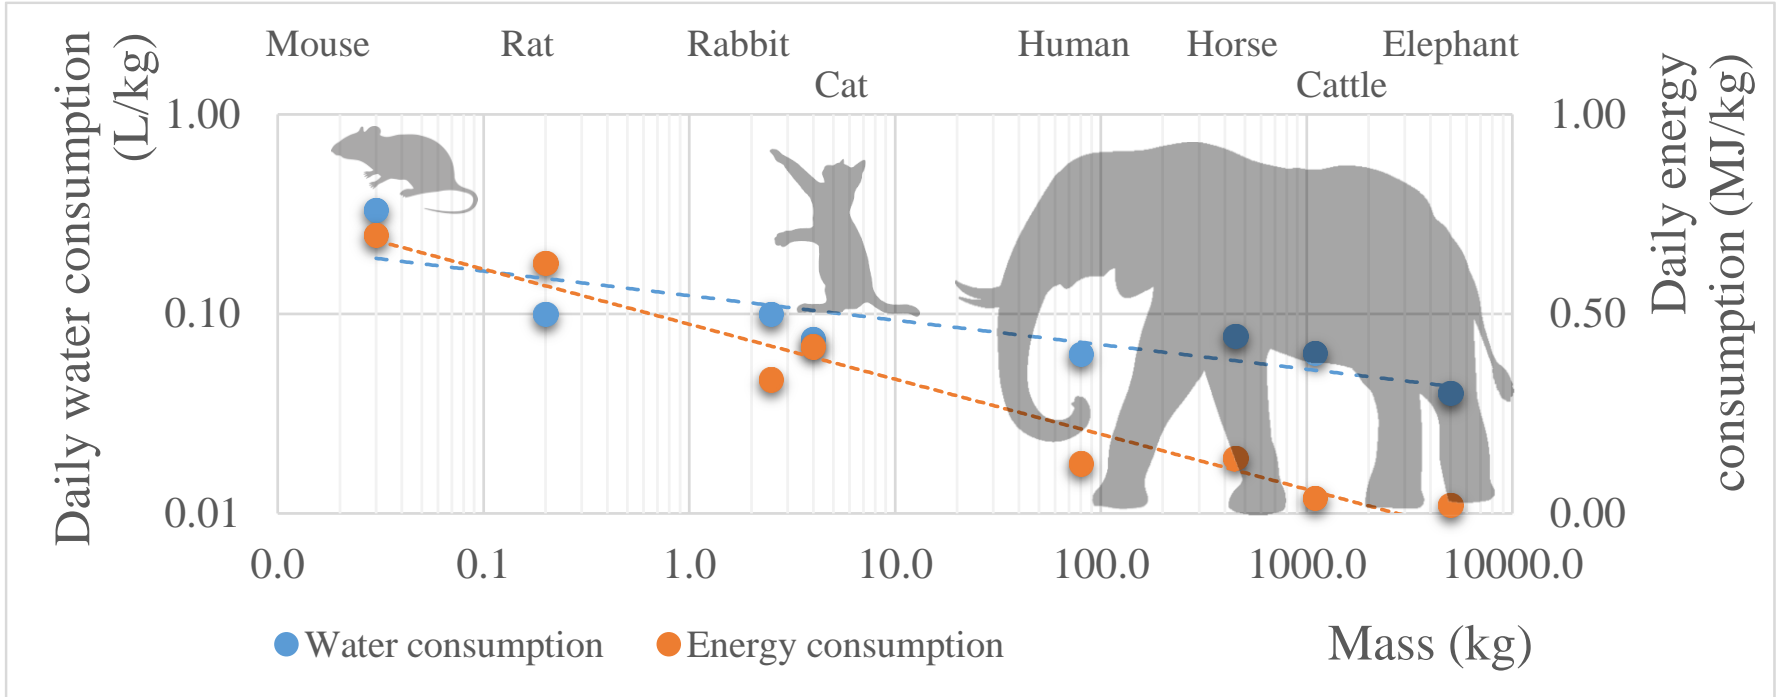 Mouse Rat Rabbit Human Horse Elephant
Cat Cattle
Daily water consumption
(L/kg)
1.00
0.10
0.01
Daily energy
consumption (MJ/kg)
1.00
0.50
0.00
0.0 0.1 1.0 10.0 100.0 1000.0 10000.0
Water consumption Energy consumption
Mass (kg)